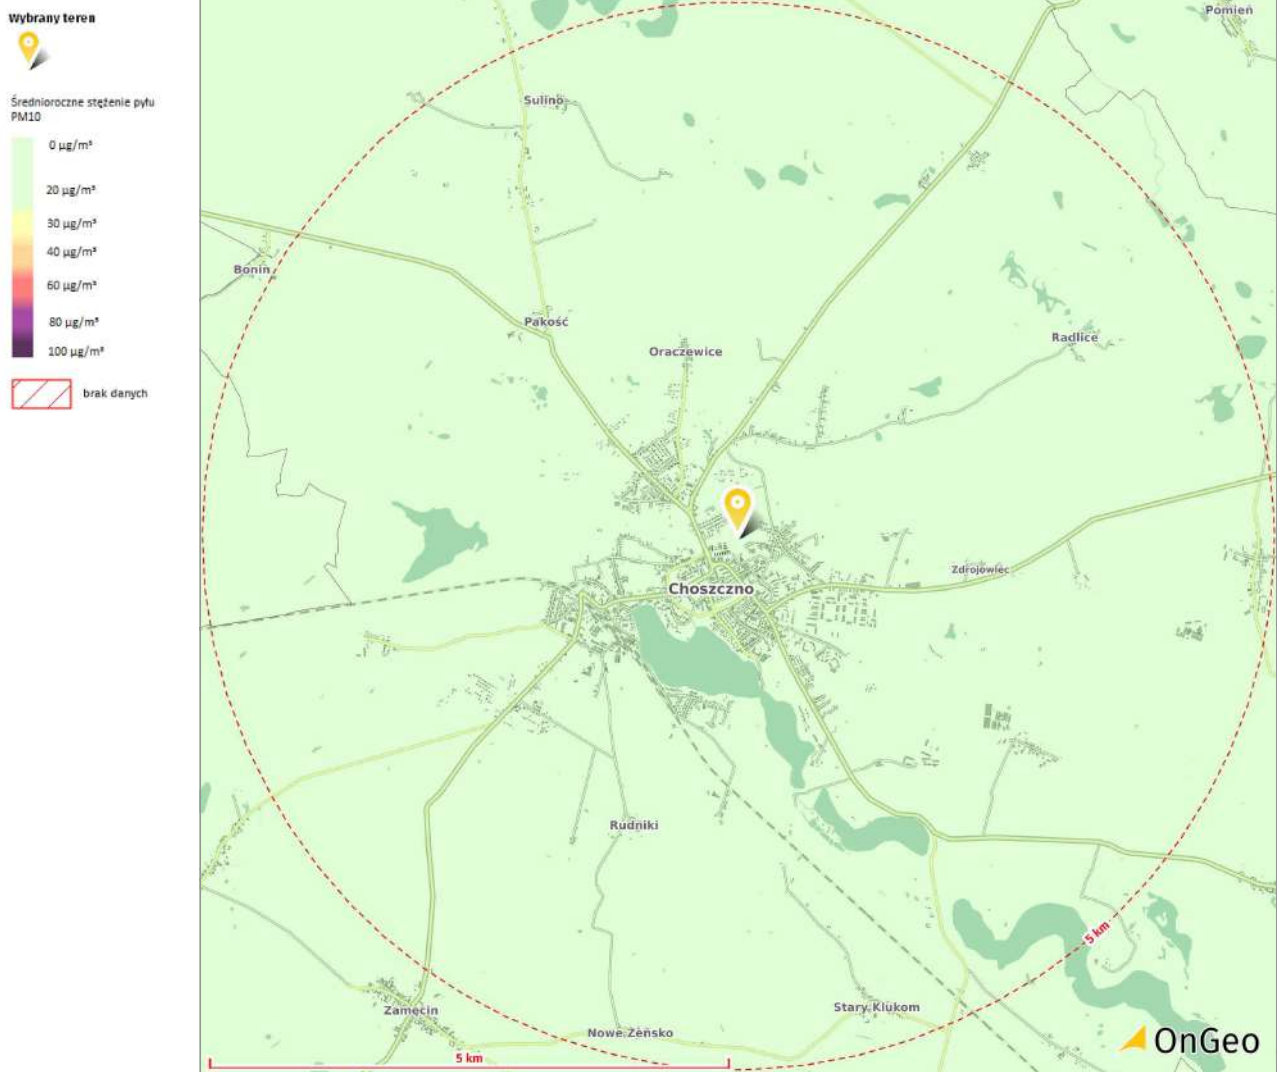 Wybrany teren
Średnioroczne stężenie pyłu
PM10
0 µg/m³
20 µg/m³
30 µg/m³
40 µg/m³
60 µg/m³
80 µg/m³
100 µg/m³
brak danych
Pomień
Sulino
Bonin
Pakość
Oraczewice
Radlice
Zdrojowiec
Choszczno
Rudniki
5 km
Stary Klukom
Zamęcin
Nowe Żeńsko
OnGeo
5 km